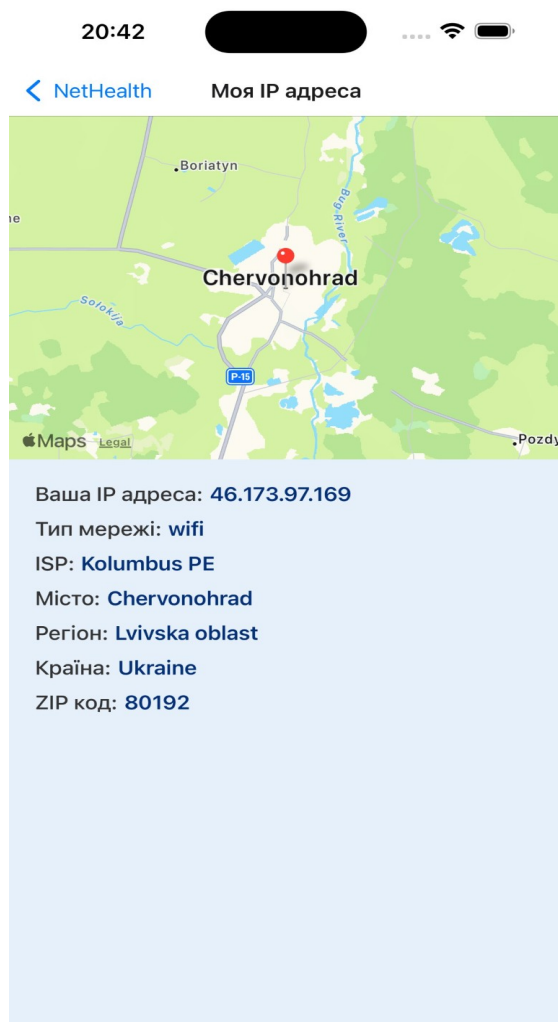 20:42
NetHealth
Моя IP адреса
Boriatyn
ne
Bug River
Chervonohrad
Solokija
P-15
Maps Legal
Pozdy
Ваша IP адреса: 46.173.97.169
Тип мережі: wifi
ISP: Kolumbus PE
Місто: Chervonohrad
Регіон: Lvivska oblast
Країна: Ukraine
ZIP код: 80192